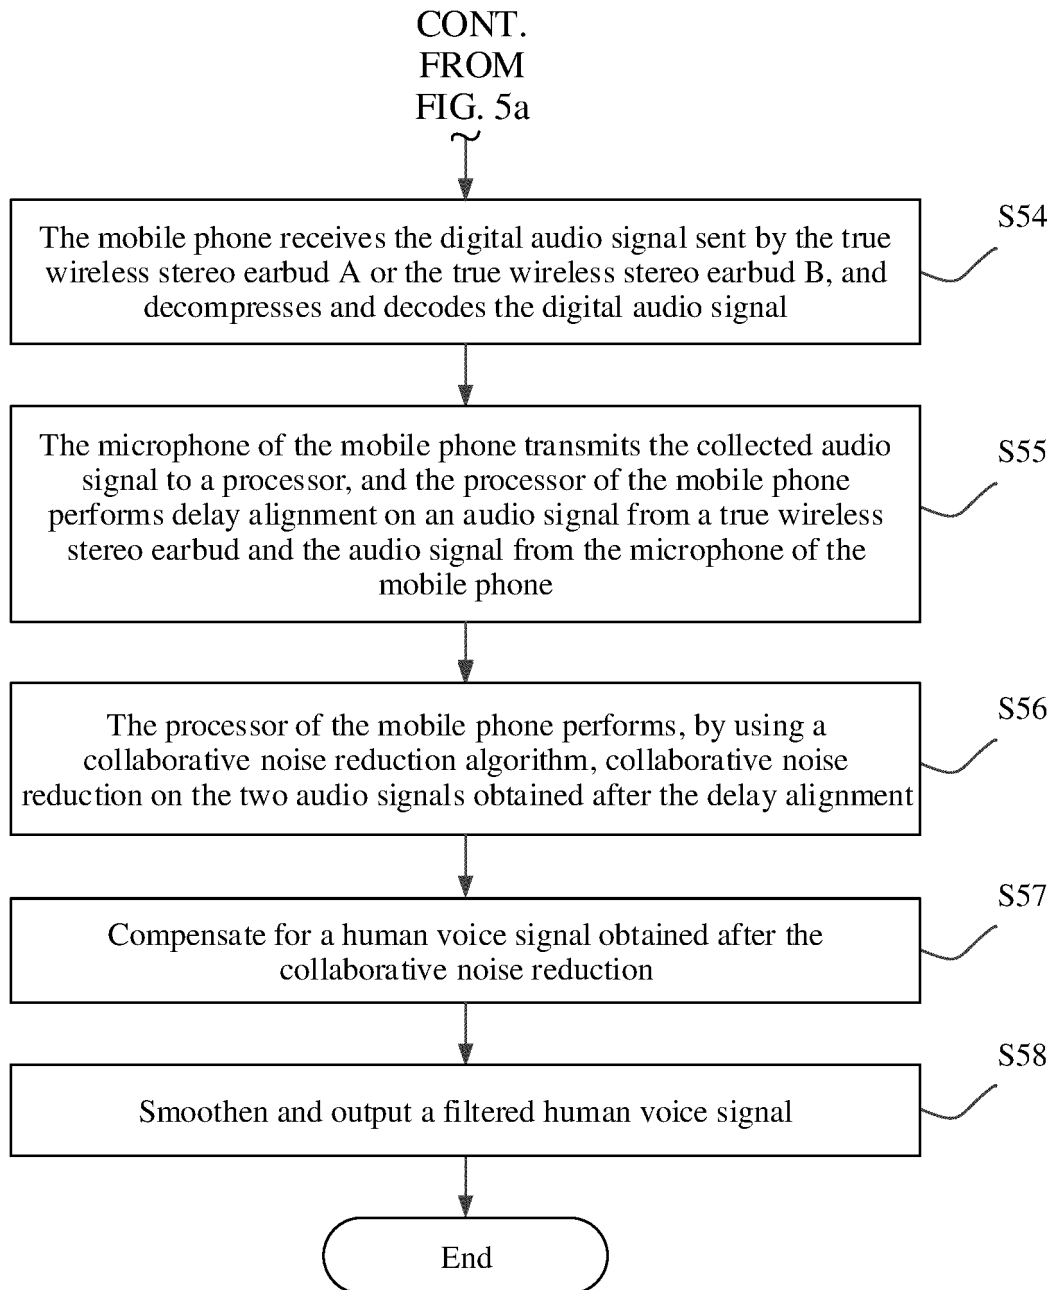 CONT.
FROM
FIG. 5a
S54
The mobile phone receives the digital audio signal sent by the true
wireless stereo earbud A or the true wireless stereo earbud B, and
decompresses and decodes the digital audio signal
S55
The microphone of the mobile phone transmits the collected audio
signal to a processor, and the processor of the mobile phone
performs delay alignment on an audio signal from a true wireless
stereo earbud and the audio signal from the microphone of the
mobile phone
S56
The processor of the mobile phone performs, by using a
collaborative noise reduction algorithm, collaborative noise
reduction on the two audio signals obtained after the delay alignment
S57
Compensate for a human voice signal obtained after the
collaborative noise reduction
S58
Smoothen and output a filtered human voice signal
End